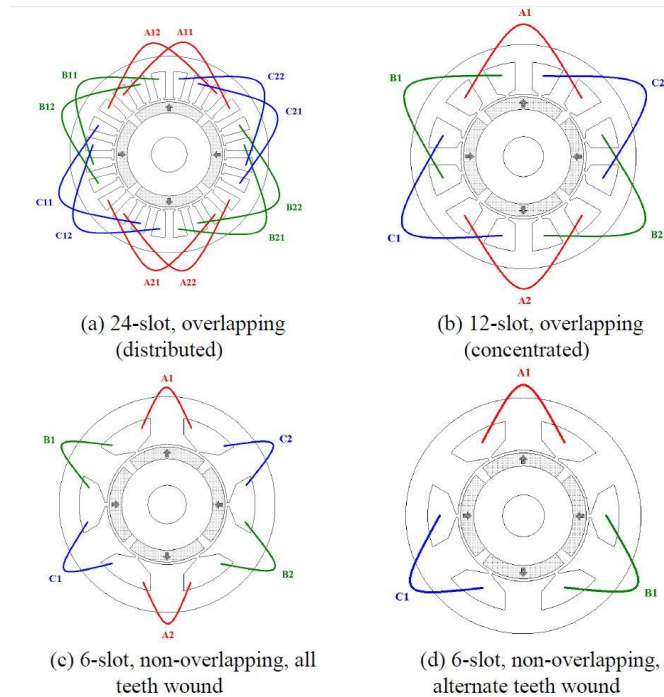 A12 A11
B11 C22
B12 C21
C11 B22
C12 B21
A21 A22
(a) 24-slot, overlapping
(distributed)
A1
B1 C2
C1 B2
A2
(b) 12-slot, overlapping
(concentrated)
A1
B1 C2
C1 B2
A2
(c) 6-slot, non-overlapping, all
teeth wound
A1
C1 B1
(d) 6-slot, non-overlapping,
alternate teeth wound